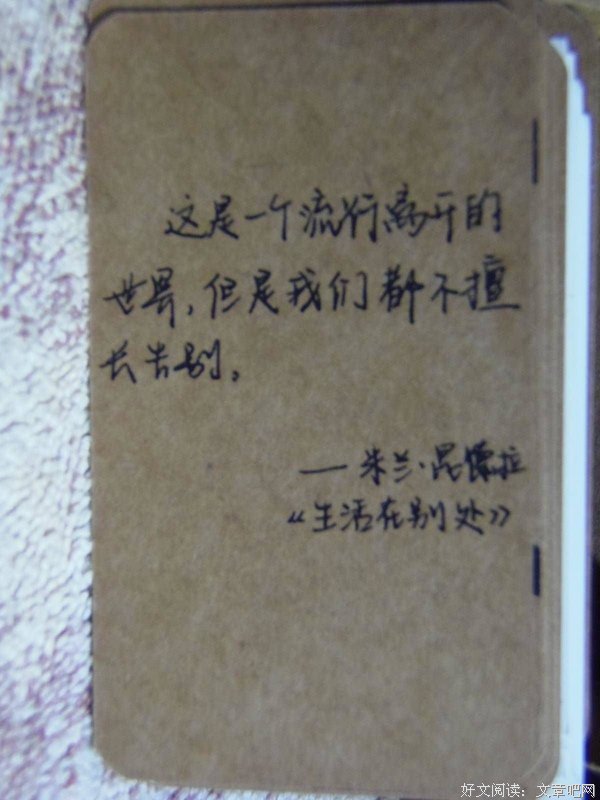 这是一个流行离开的
世界，但是我们都不擅
长告别。
——米兰·昆德拉
《生活在别处》
好文阅读：文章吧网